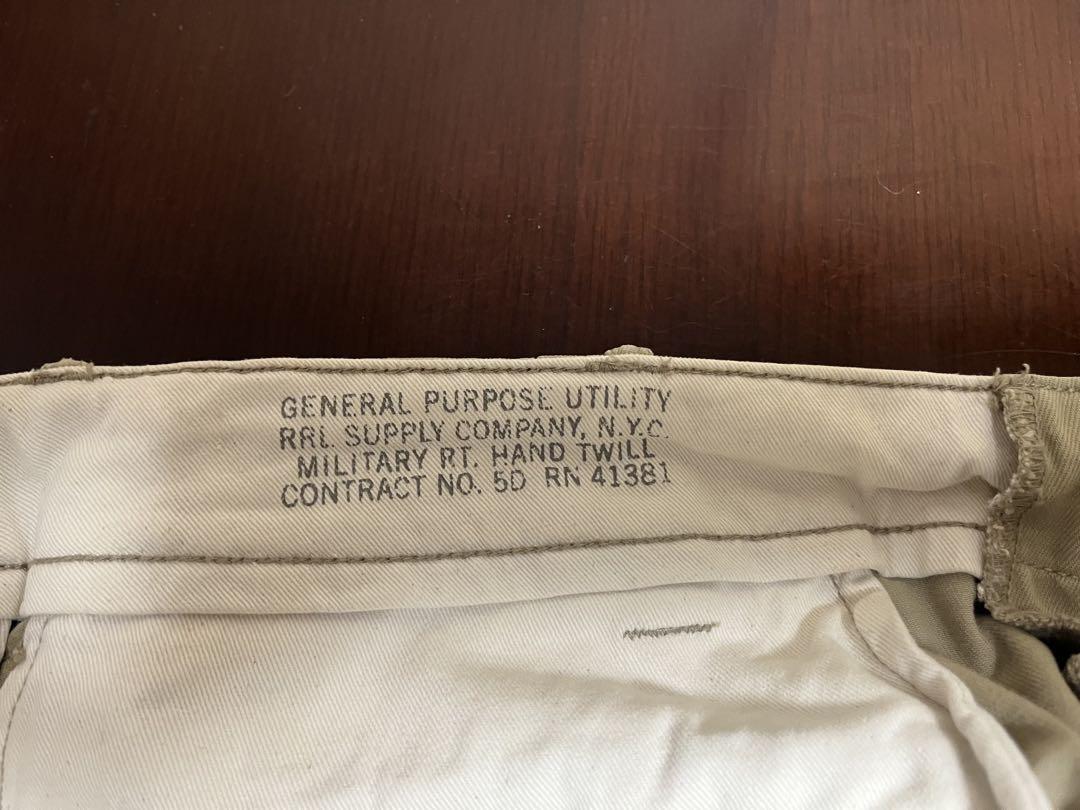 GENERAL PURPOSE UTILITY
RRL SUPPLY COMPANY, N.Y.C.
MILITARY RT. HAND TWILL
CONTRACT NO. 5D RN 41381